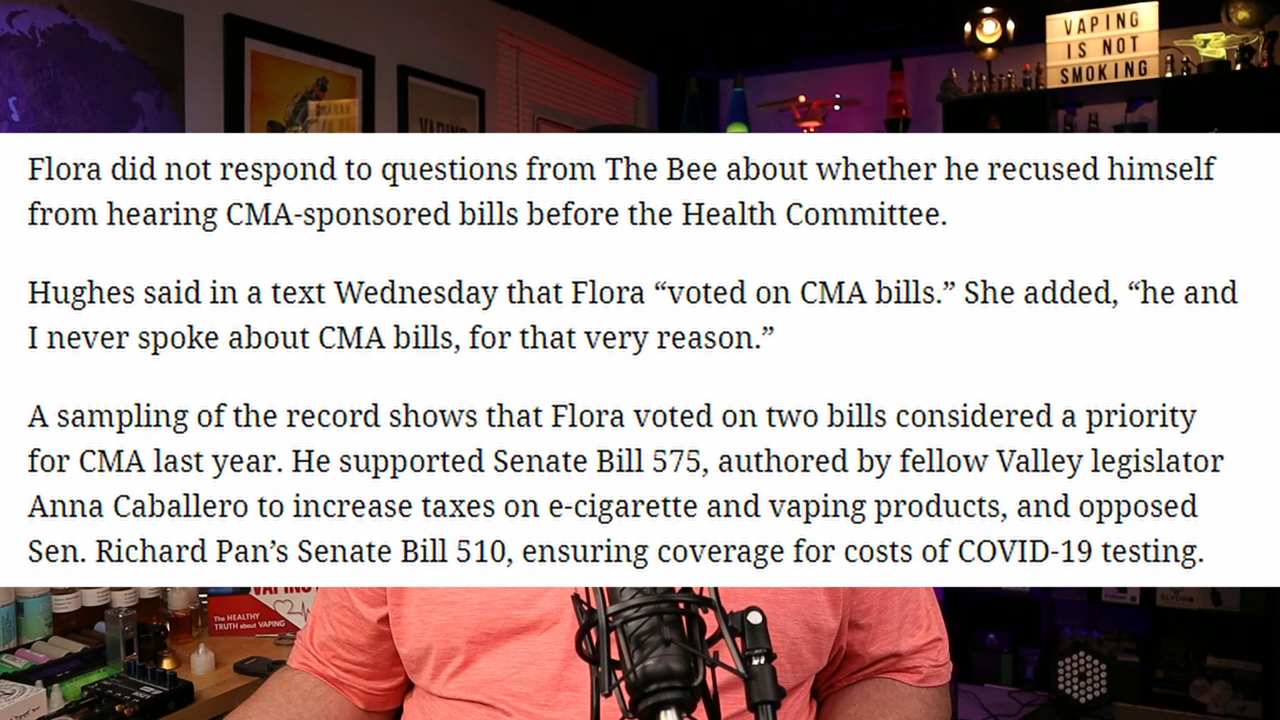 VAPING
IS NOT
SMOKING
Flora did not respond to questions from The Bee about whether he recused himself
from hearing CMA-sponsored bills before the Health Committee.
Hughes said in a text Wednesday that Flora “voted on CMA bills.” She added, “he and
I never spoke about CMA bills, for that very reason.”
A sampling of the record shows that Flora voted on two bills considered a priority
for CMA last year. He supported Senate Bill 575, authored by fellow Valley legislator
Anna Caballero to increase taxes on e-cigarette and vaping products, and opposed
Sen. Richard Pan’s Senate Bill 510, ensuring coverage for costs of COVID-19 testing.
The HEALTHY
TRUTH about VAPING